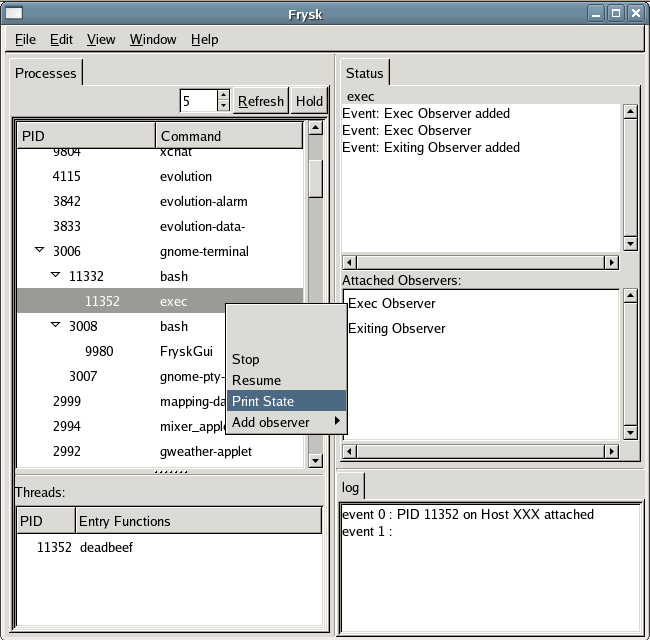 Frysk
File Edit View Window Help
Processes
5 Refresh Hold
PID Command
9804 xchat
4115 evolution
3842 evolution-alarm
3833 evolution-data-
3006 gnome-terminal
11332 bash
11352 exec
3008 bash
9980 FryskGui
3007 gnome-pty-
2999 mapping-da
2994 mixer_apple
2992 gweather-applet
Stop
Resume
Print State
Add observer
Threads:
PID Entry Functions
11352 deadbeef
Status
exec
Event: Exec Observer added
Event: Exec Observer
Event: Exiting Observer added
Attached Observers:
Exec Observer
Exiting Observer
log
event 0 : PID 11352 on Host XXX attached
event 1 :